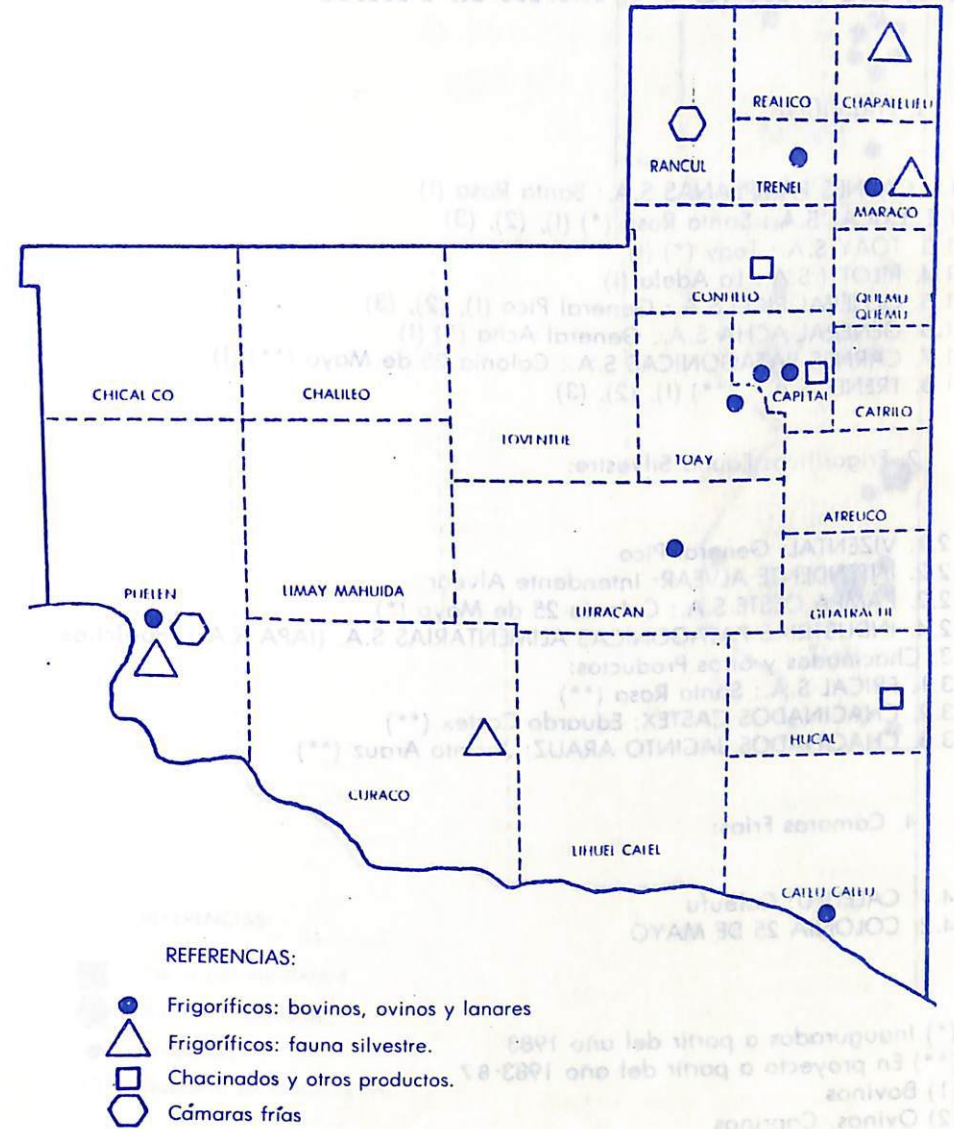 REALICO
CHAPALEUFU
RANCUL
TRENEL
MARACO
CONHELO
QUEMU
QUEMU
CHICAL CO
CHALILEO
CAPITAL
CATRILO
LOVENTUE
TOAY
ATREUCO
PUELEN
LIMAY MAHUIDA
UTRACAN
GUATRACHE
HUCAL
CURACO
LIHUEL CALEL
CALEU CALEU
REFERENCIAS:
Frigoríficos: bovinos, ovinos y lanares
Frigoríficos: fauna silvestre.
Chacinados y otros productos.
Cámaras frías